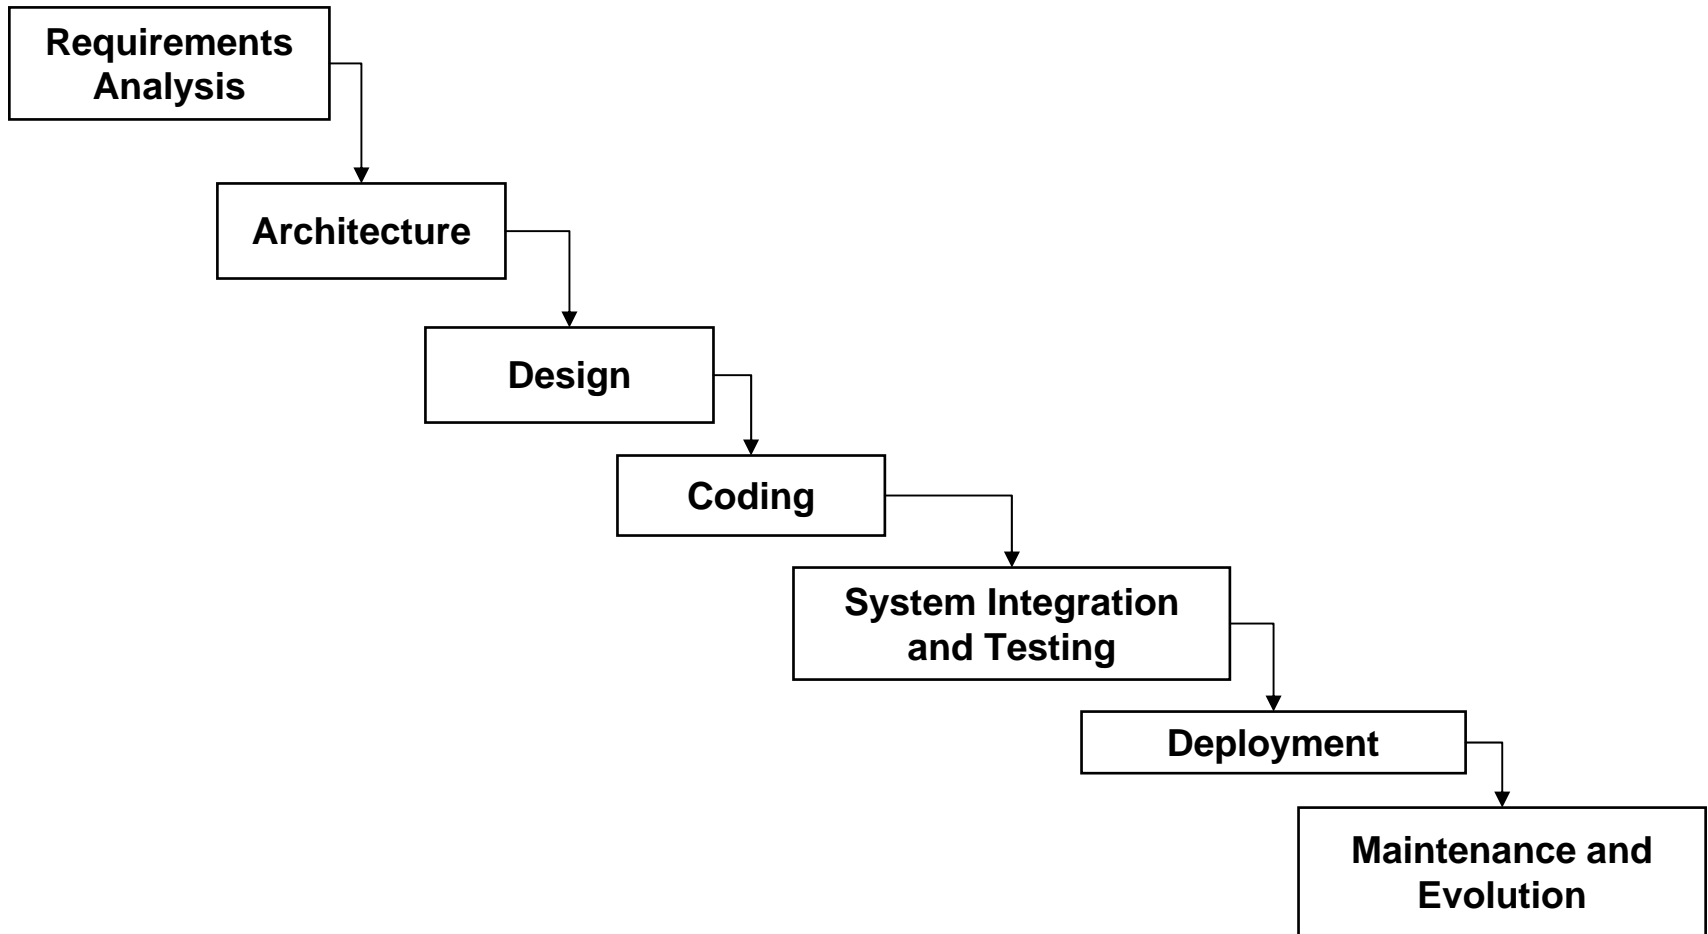 Requirements
Analysis
Architecture
Design
Coding
System Integration
and Testing
Deployment
Maintenance and
Evolution